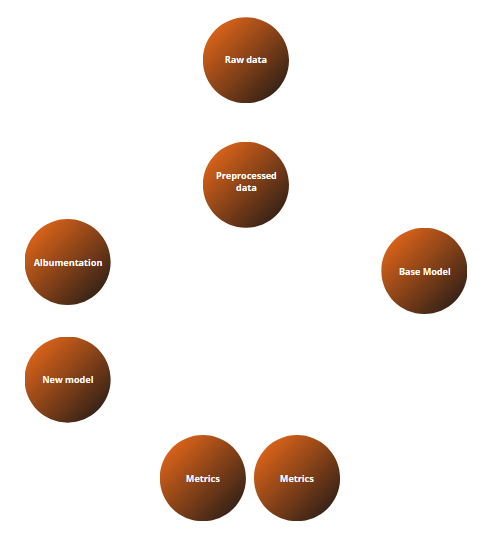 Raw data
Preprocessed
data
Albumentation
Base Model
New model
Metrics
Metrics